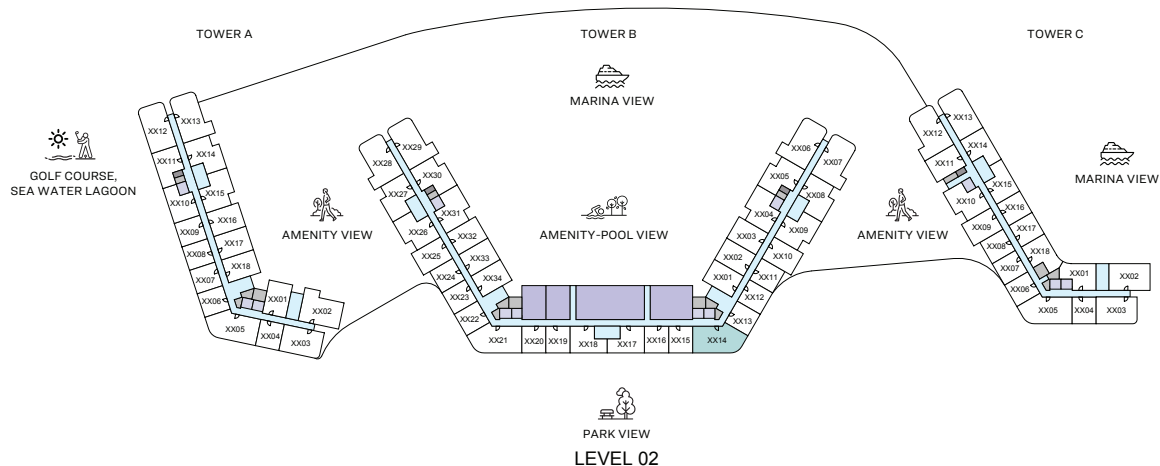 TOWER A
TOWER B
TOWER C
MARINA VIEW
GOLF COURSE,
SEA WATER LAGOON
MARINA VIEW
AMENITY VIEW
AMENITY-POOL VIEW
AMENITY VIEW
XX12
XX13
XX11
XX14
XX10
XX15
XX09
XX16
XX08
XX17
XX07
XX18
XX06
XX01
XX02
XX05
XX04
XX03
XX28
XX29
XX27
XX30
XX26
XX31
XX25
XX32
XX24
XX33
XX23
XX34
XX22
XX21
XX20
XX19
XX18
XX17
XX16
XX15
XX14
XX06
XX07
XX05
XX08
XX04
XX09
XX03
XX10
XX02
XX11
XX01
XX12
XX13
XX12
XX13
XX11
XX14
XX10
XX15
XX09
XX16
XX08
XX17
XX07
XX18
XX06
XX01
XX02
XX05
XX04
XX03
PARK VIEW
LEVEL 02